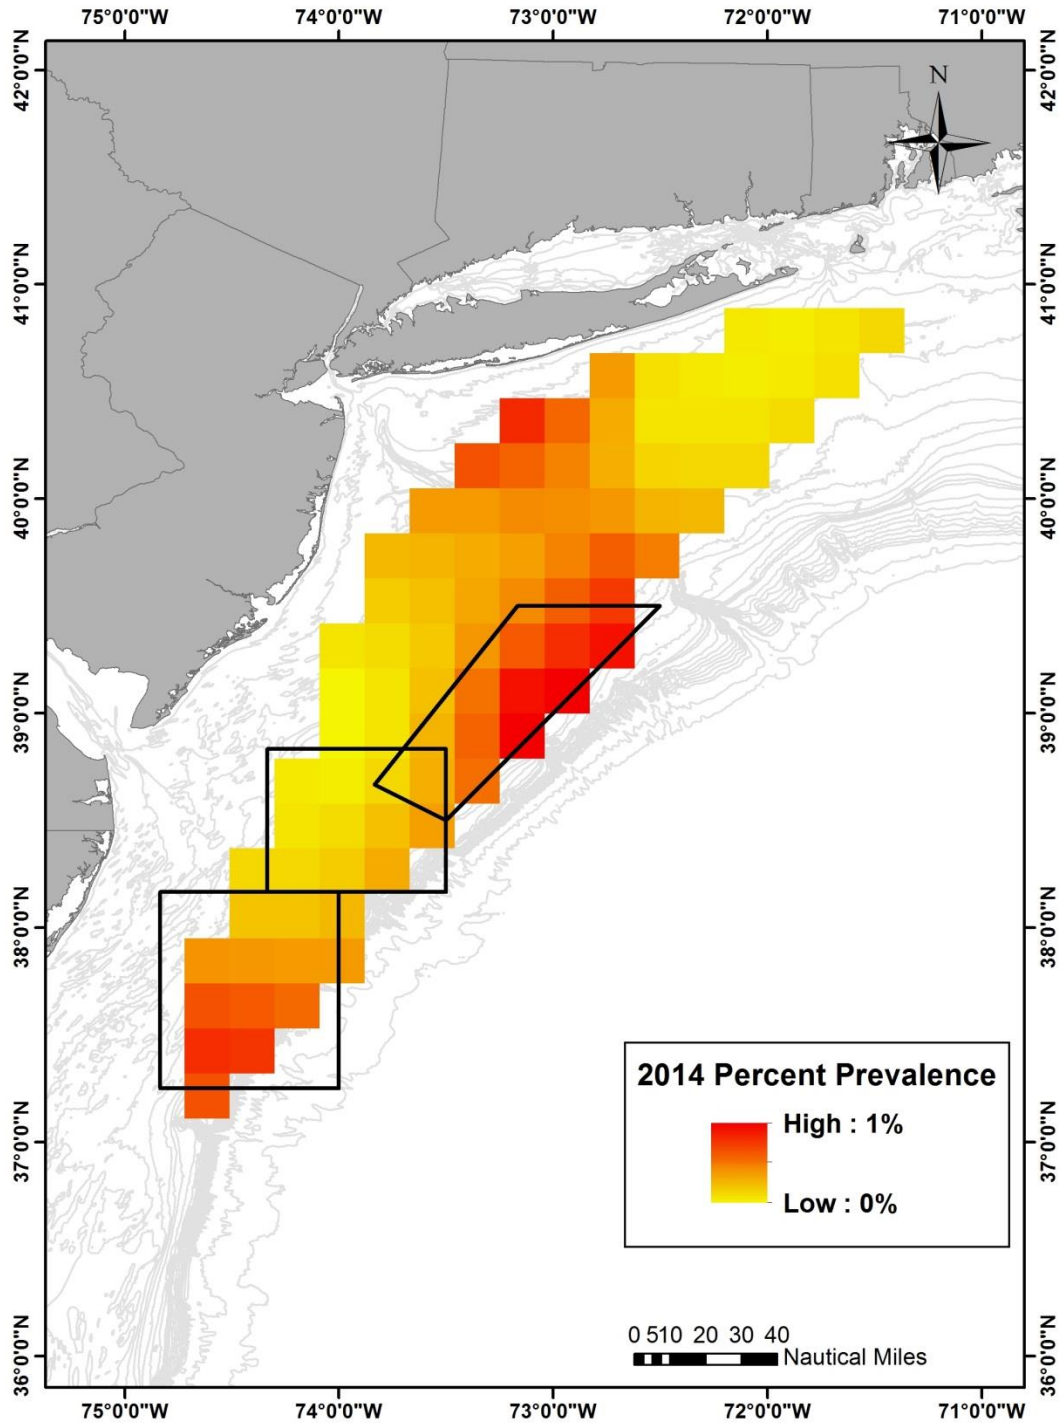 75°0'0"W 74°0'0"W 73°0'0"W 72°0'0"W 71°0'0"W
42°0'0"N 42°0'0"N
N
41°0'0"N 41°0'0"N
40°0'0"N 40°0'0"N
39°0'0"N 39°0'0"N
38°0'0"N 38°0'0"N
2014 Percent Prevalence
High : 1%
Low : 0%
37°0'0"N 37°0'0"N
0 5 10 20 30 40
Nautical Miles
36°0'0"N 36°0'0"N
75°0'0"W 74°0'0"W 73°0'0"W 72°0'0"W 71°0'0"W